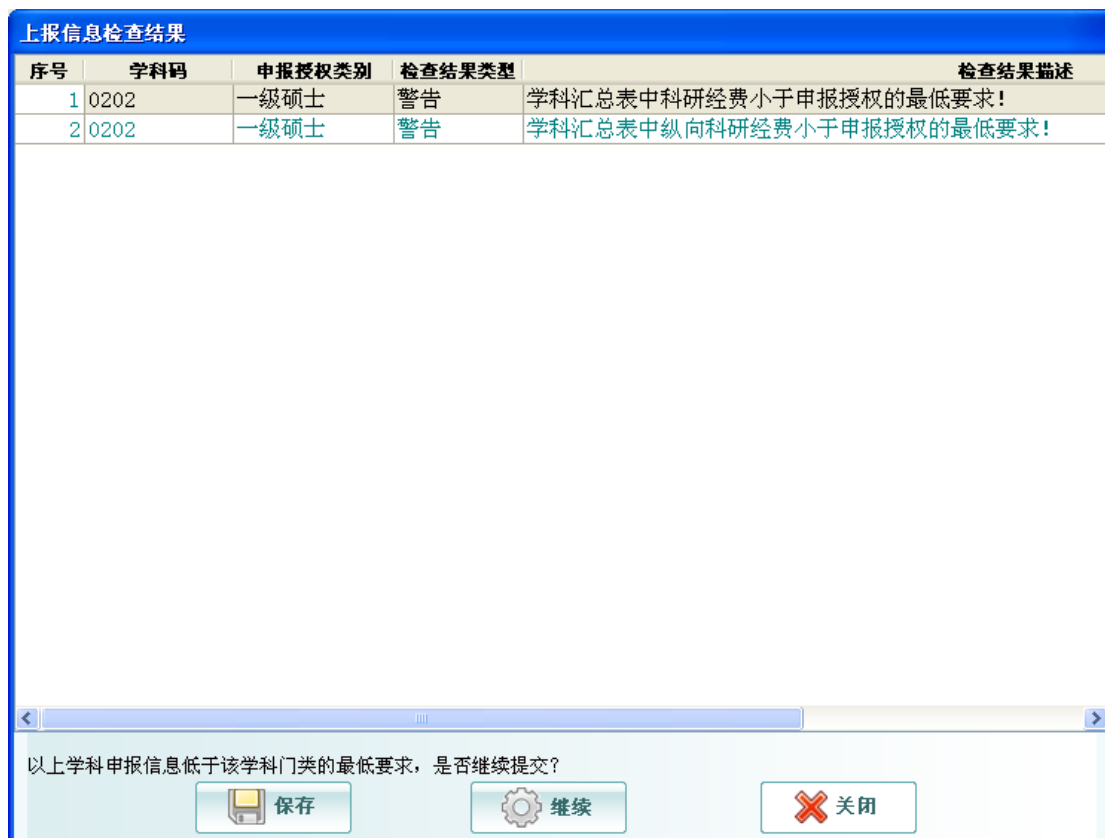 上报信息检查结果
序号 学科码 申报授权类别 检查结果类型 检查结果描述
1 0202 一级硕士 警告 学科汇总表中科研经费小于申报授权的最低要求!
2 0202 一级硕士 警告 学科汇总表中纵向科研经费小于申报授权的最低要求!
以上学科申报信息低于该学科门类的最低要求，是否继续提交?
保存 继续 关闭